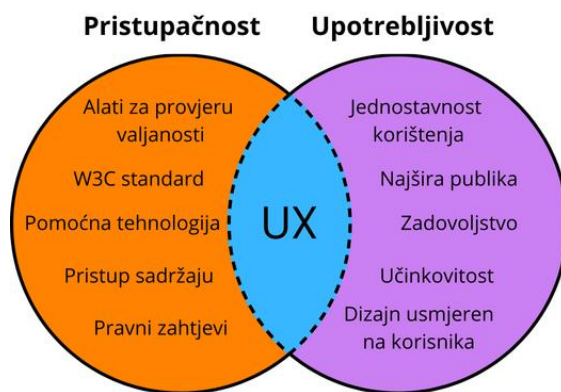 Pristupačnost
Upotrebljivost
Alati za provjeru
valjanosti
W3C standard
Pomoćna tehnologija
Pristup sadržaju
Pravni zahtjevi
UX
Jednostavnost
korištenja
Najšira publika
Zadovoljstvo
Učinkovitost
Dizajn usmjeren
na korisnika